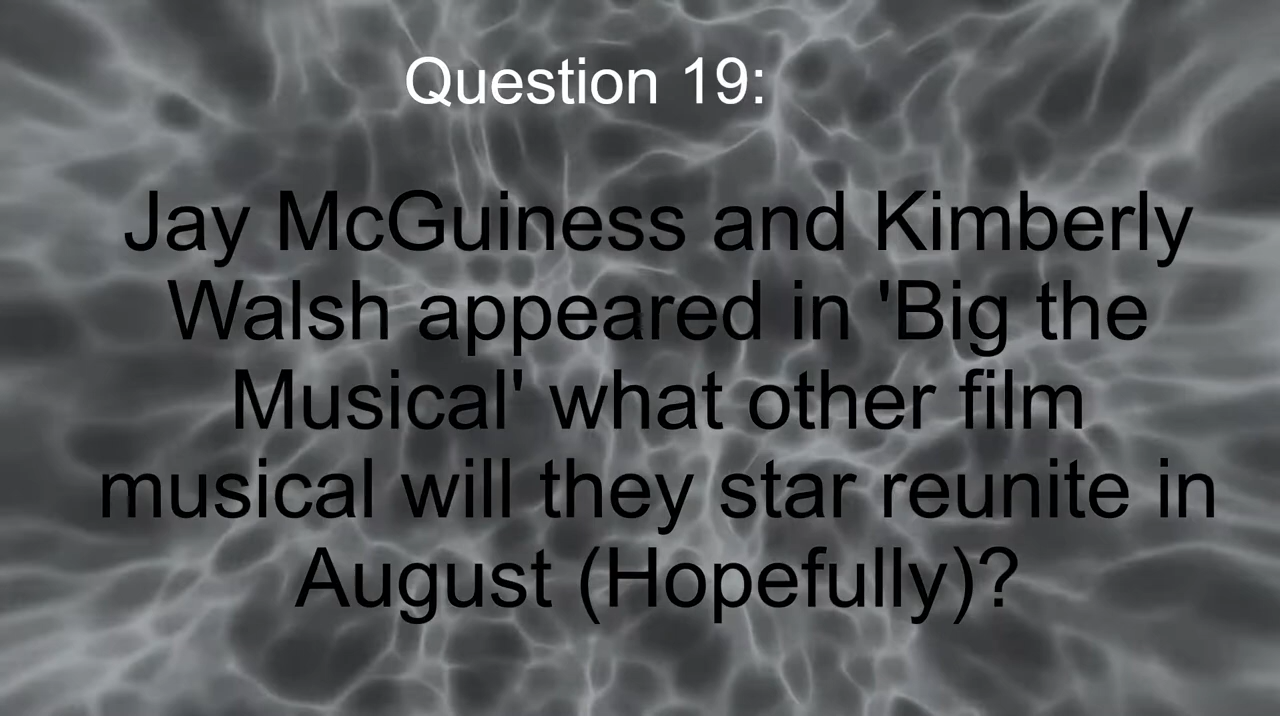 Question 19:
Jay McGuiness and Kimberly
Walsh appeared in 'Big the
Musical' what other film
musical will they star reunite in
August (Hopefully)?